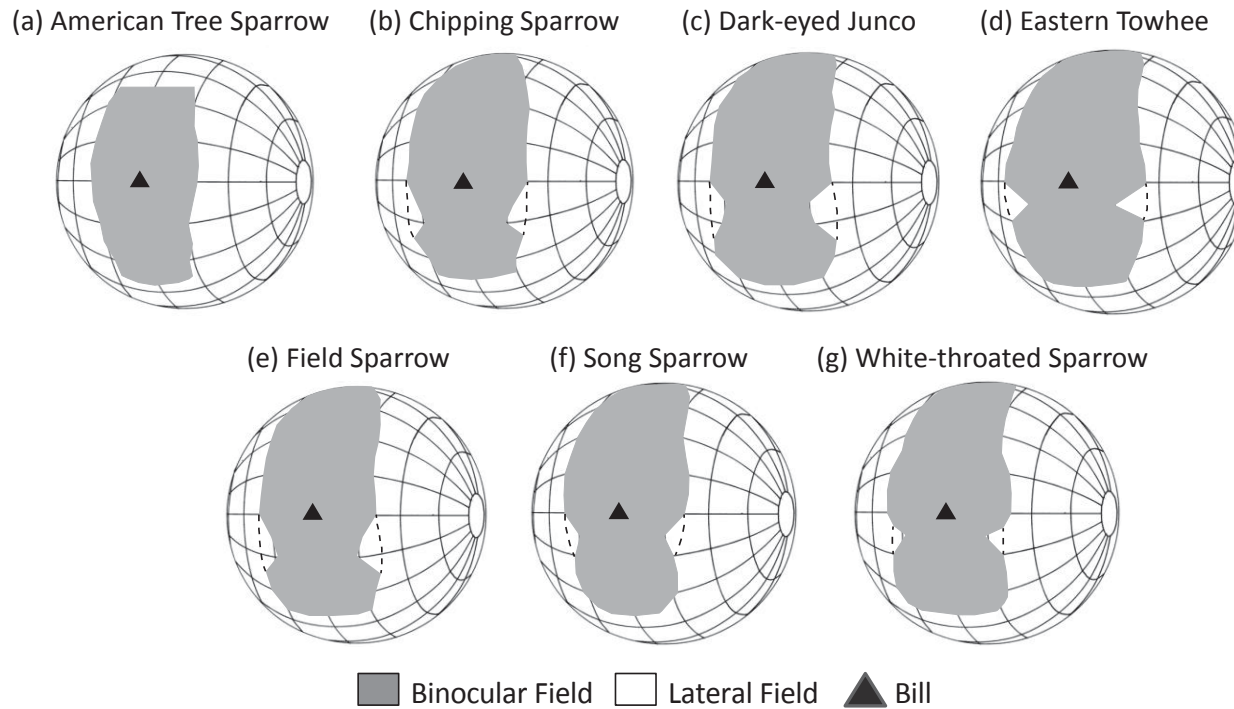 (a) American Tree Sparrow
(b) Chipping Sparrow
(c) Dark-eyed Junco
(d) Eastern Towhee
(e) Field Sparrow
(f) Song Sparrow
(g) White-throated Sparrow
Binocular Field
Lateral Field
Bill